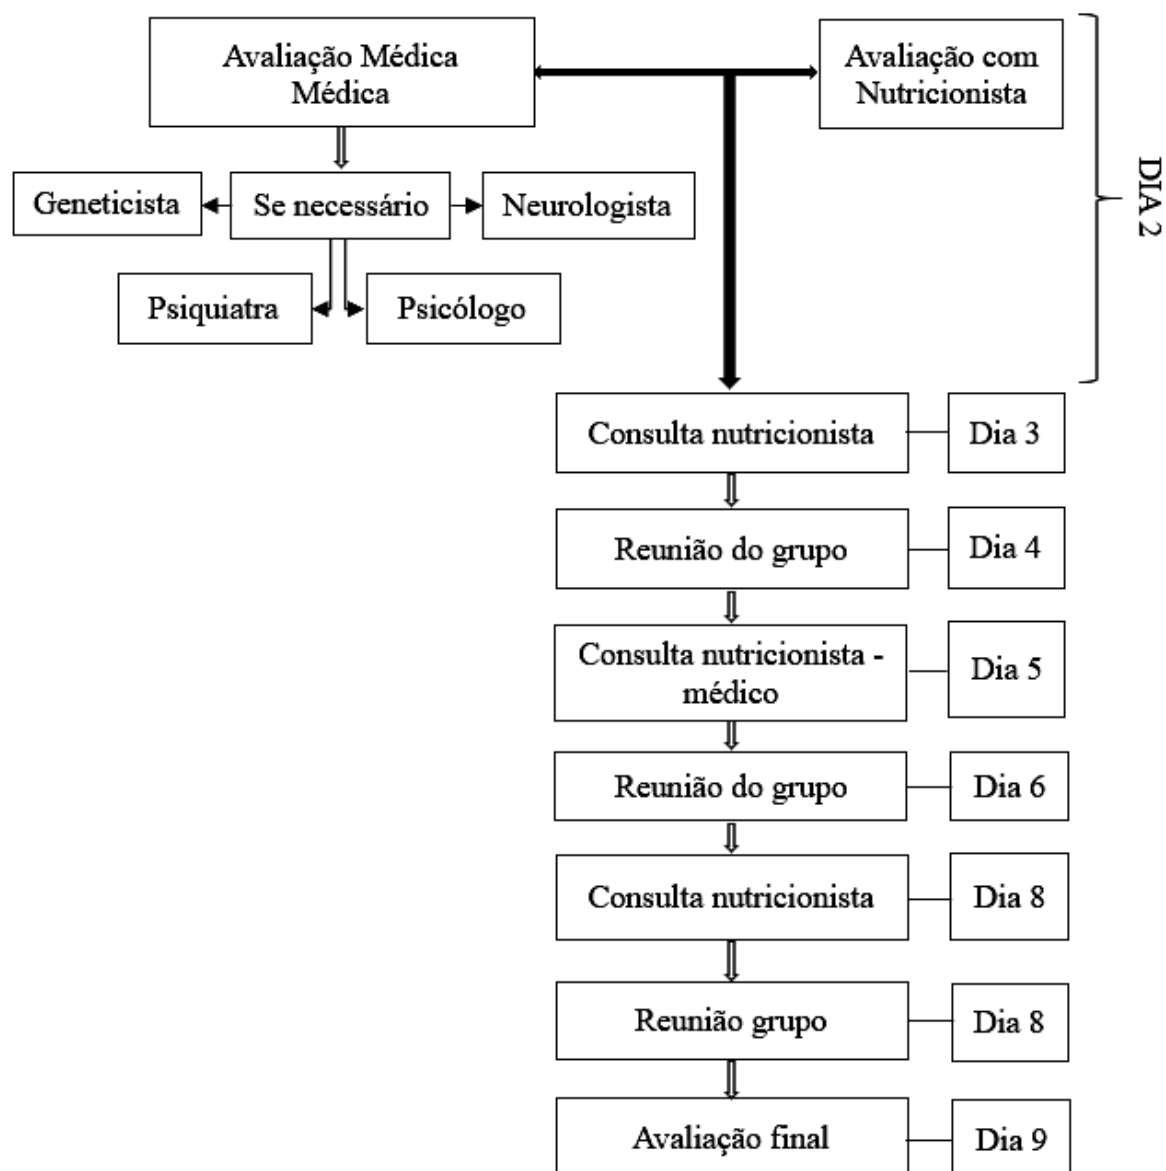 Avaliação Médica
Médica
Avaliação com
Nutricionista
DIA 2
Geneticista
Se necessário
Neurologista
Psiquiatra
Psicólogo
Consulta nutricionista
Dia 3
Reunião do grupo
Dia 4
Consulta nutricionista -
médico
Dia 5
Reunião do grupo
Dia 6
Consulta nutricionista
Dia 8
Reunião grupo
Dia 8
Avaliação final
Dia 9